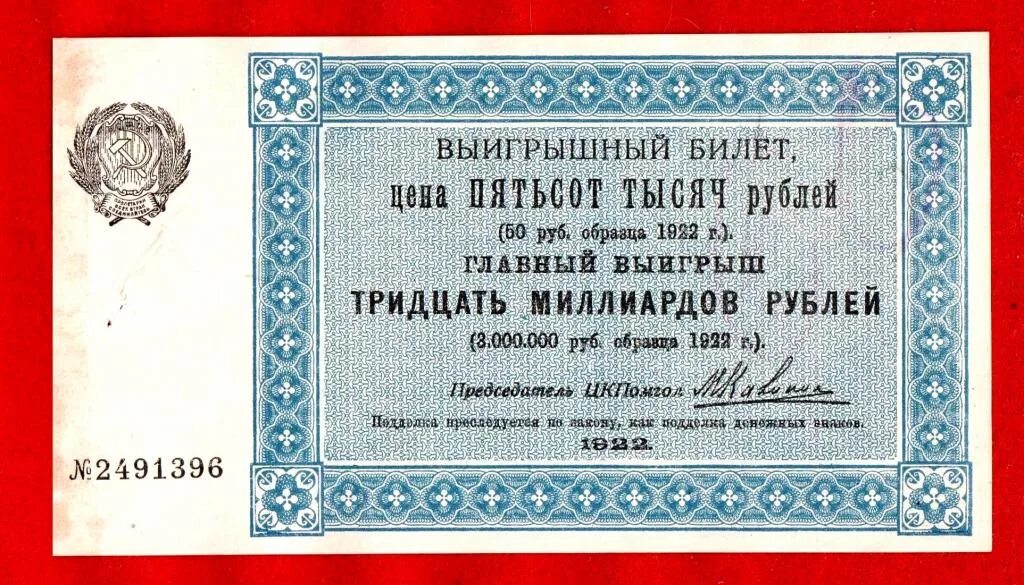 ВЫИГРЫШНЫЙ БИЛЕТ,
цена ПЯТЬСОТ ТЫСЯЧ рублей
(50 руб. образца 1922 г.).
ГЛАВНЫЙ ВЫИГРЫШ
ТРИДЦАТЬ МИЛЛИАРДОВ РУБЛЕЙ
(3.000.000 руб. образца 1922 г.).
Председатель ЦКПомгол МКалинин
Подделка преследуется по закону, как подделка денежных знаков.
1922.
№2491396